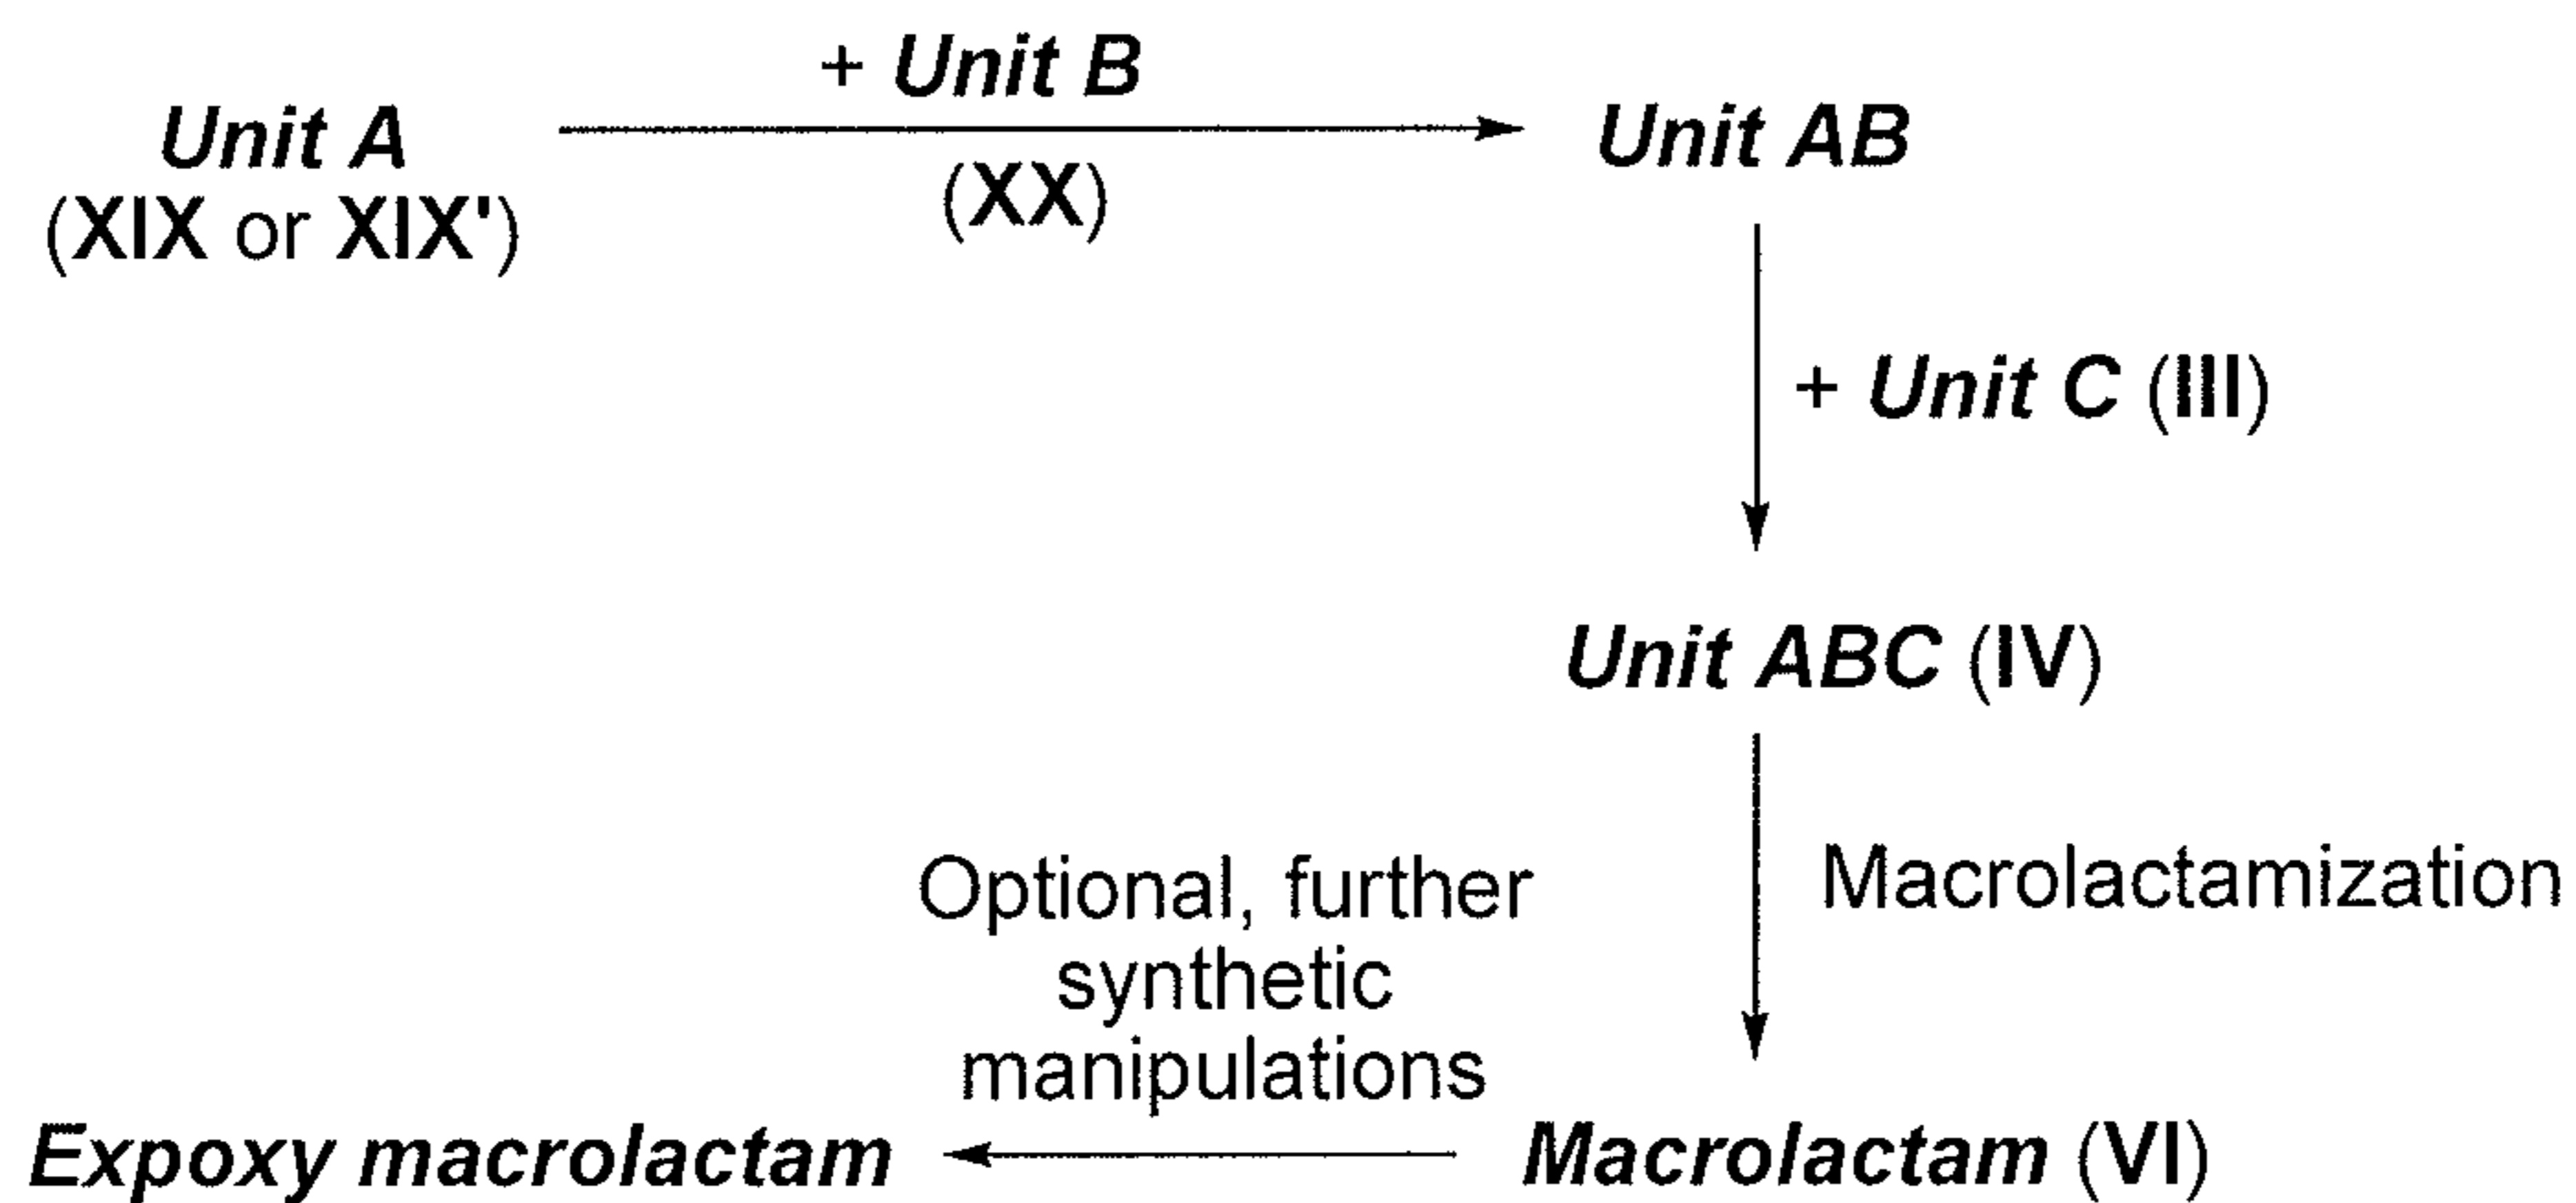 + Unit B
Unit A
(XIX or XIX')
(XX)
Unit AB
+ Unit C (III)
Unit ABC (IV)
Macrolactamization
Optional, further
synthetic
manipulations
Macrolactam (VI)
Expoxy macrolactam